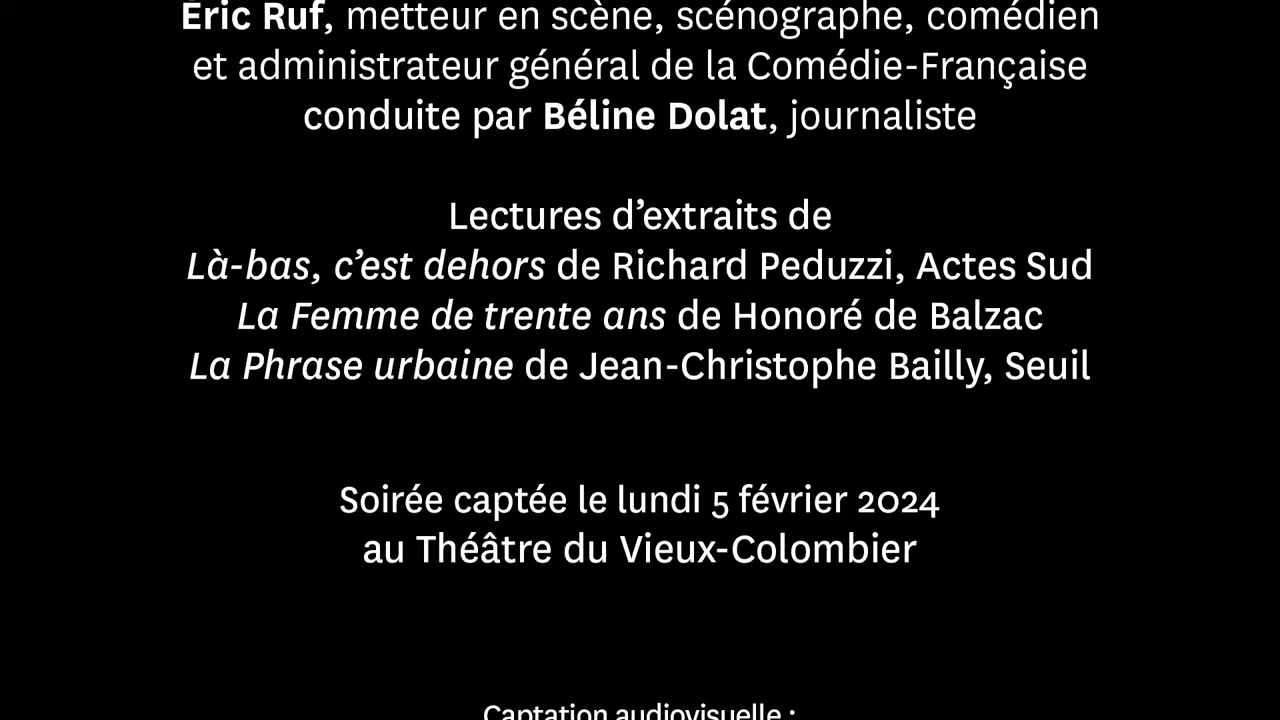 Éric Ruf, metteur en scène, scénographe, comédien
et administrateur général de la Comédie-Française
conduite par Béline Dolat, journaliste
Lectures d’extraits de
Là-bas, c’est dehors de Richard Peduzzi, Actes Sud
La Femme de trente ans de Honoré de Balzac
La Phrase urbaine de Jean-Christophe Bailly, Seuil
Soirée captée le lundi 5 février 2024
au Théâtre du Vieux-Colombier
Captation audiovisuelle :